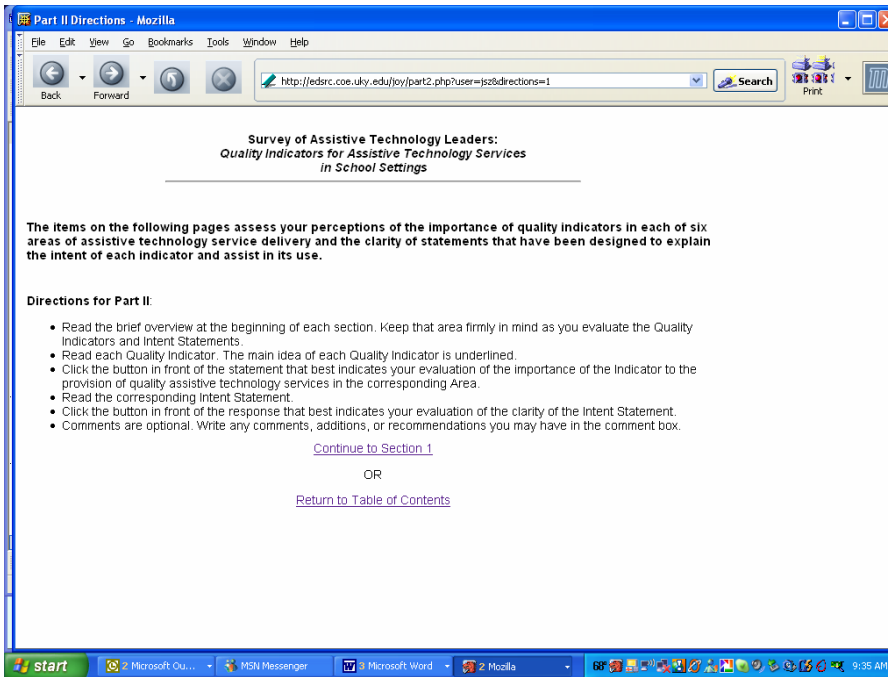 Part II Directions - Mozilla
File Edit View Go Bookmarks Tools Window Help
http://edsrc.coe.uky.edu/joy/part2.php?user=jsz&directions=1
Search
Back Forward Print
Survey of Assistive Technology Leaders:
Quality Indicators for Assistive Technology Services
in School Settings
The items on the following pages assess your perceptions of the importance of quality indicators in each of six
areas of assistive technology service delivery and the clarity of statements that have been designed to explain
the intent of each indicator and assist in its use.
Directions for Part II:
• Read the brief overview at the beginning of each section. Keep that area firmly in mind as you evaluate the Quality
Indicators and Intent Statements.
• Read each Quality Indicator. The main idea of each Quality Indicator is underlined.
• Click the button in front of the statement that best indicates your evaluation of the importance of the Indicator to the
provision of quality assistive technology services in the corresponding Area.
• Read the corresponding Intent Statement.
• Click the button in front of the response that best indicates your evaluation of the clarity of the Intent Statement.
• Comments are optional. Write any comments, additions, or recommendations you may have in the comment box.
Continue to Section 1
OR
Return to Table of Contents
start 2 Microsoft Ou... MSN Messenger 3 Microsoft Word 2 Mozilla 68° 9:35 AM